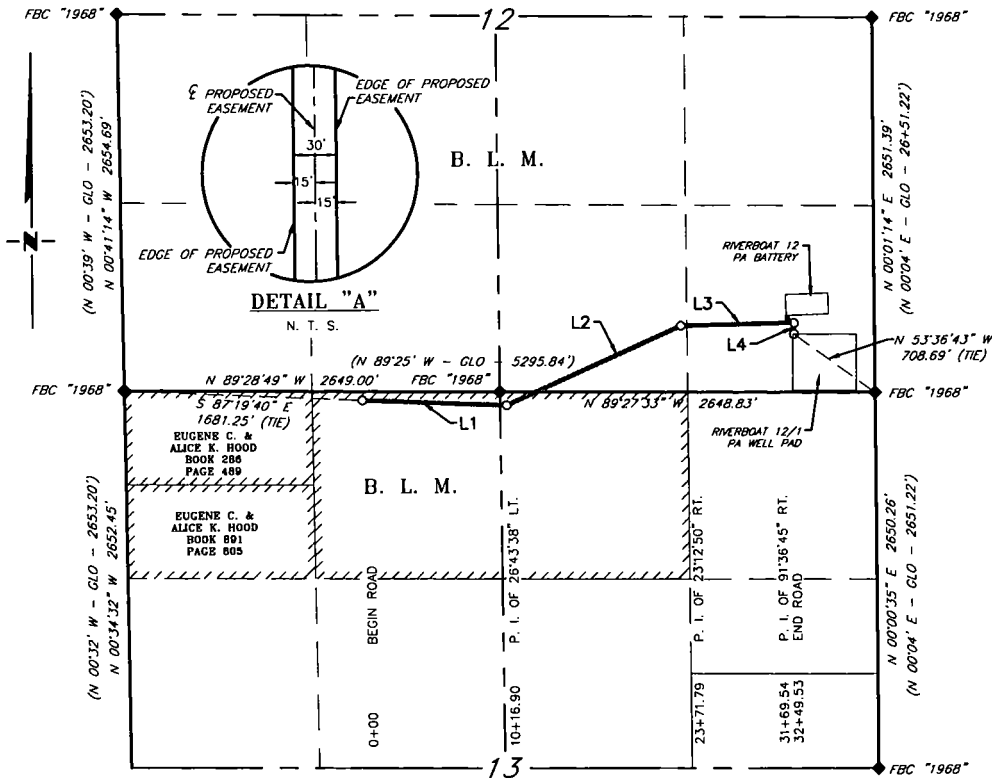 FBC "1968"
12
FBC "1968"
(N 00°39' W - GLO - 2653.20')
N 00°41'14" W 2654.69'
N
℄ PROPOSED
EASEMENT
EDGE OF PROPOSED
EASEMENT
30'
15'
15'
EDGE OF PROPOSED
EASEMENT
DETAIL "A"
N. T. S.
B. L. M.
N 00°01'14" E 2651.39'
(N 00°04' E - GLO - 26+51.22')
RIVERBOAT 12
PA BATTERY
L3
L2
L4
N 53°36'43" W
708.69' (TIE)
(N 89°25' W - GLO - 5295.84')
FBC "1968"
N 89°28'49" W 2649.00'
FBC "1968"
FBC "1968"
S 87°19'40" E
1681.25' (TIE)
L1
N 89°27'33" W 2648.83'
RIVERBOAT 12/1
PA WELL PAD
EUGENE C. &
ALICE K. HOOD
BOOK 286
PAGE 489
B. L. M.
EUGENE C. &
ALICE K. HOOD
BOOK 891
PAGE 805
(N 00°32' W - GLO - 2653.20')
N 00°34'32" W 2652.45'
0+00 BEGIN ROAD
10+16.90 P. I. OF 26°43'38" LT.
23+71.79 P. I. OF 23°12'50" RT.
31+69.54 P. I. OF 91°36'45" RT.
32+49.53 END ROAD
N 00°00'35" E 2650.26'
(N 00°04' E - GLO - 2651.22')
13
FBC "1968"